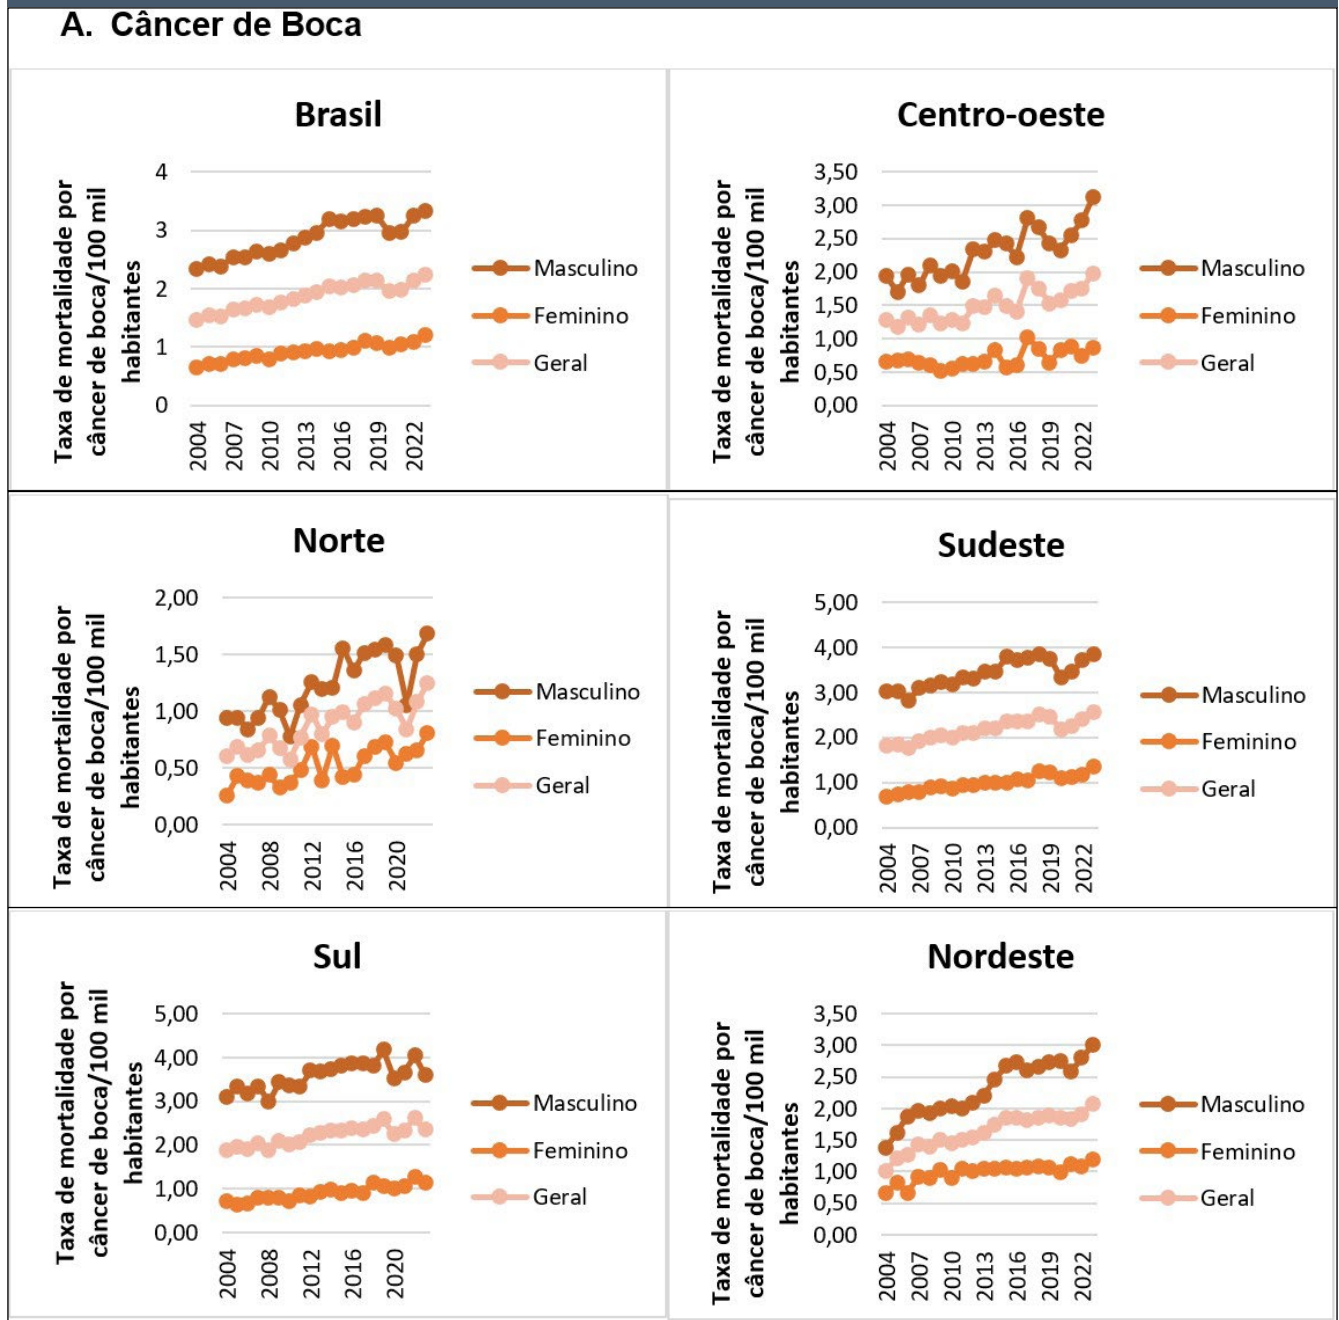 A. Câncer de Boca
Brasil
Taxa de mortalidade por
câncer de boca/100 mil
habitantes
4
3
2
1
0
2004
2007
2010
2013
2016
2019
2022
Masculino
Feminino
Geral
Centro-oeste
Taxa de mortalidade por
câncer de boca/100 mil
habitantes
3,50
3,00
2,50
2,00
1,50
1,00
0,50
0,00
2004
2007
2010
2013
2016
2019
2022
Masculino
Feminino
Geral
Norte
Taxa de mortalidade por
câncer de boca/100 mil
habitantes
2,00
1,50
1,00
0,50
0,00
2004
2008
2012
2016
2020
Masculino
Feminino
Geral
Sudeste
Taxa de mortalidade por
câncer de boca/100 mil
habitantes
5,00
4,00
3,00
2,00
1,00
0,00
2004
2007
2010
2013
2016
2019
2022
Masculino
Feminino
Geral
Sul
Taxa de mortalidade por
câncer de boca/100 mil
habitantes
5,00
4,00
3,00
2,00
1,00
0,00
2004
2008
2012
2016
2020
Masculino
Feminino
Geral
Nordeste
Taxa de mortalidade por
câncer de boca/100 mil
habitantes
3,50
3,00
2,50
2,00
1,50
1,00
0,50
0,00
2004
2007
2010
2013
2016
2019
2022
Masculino
Feminino
Geral